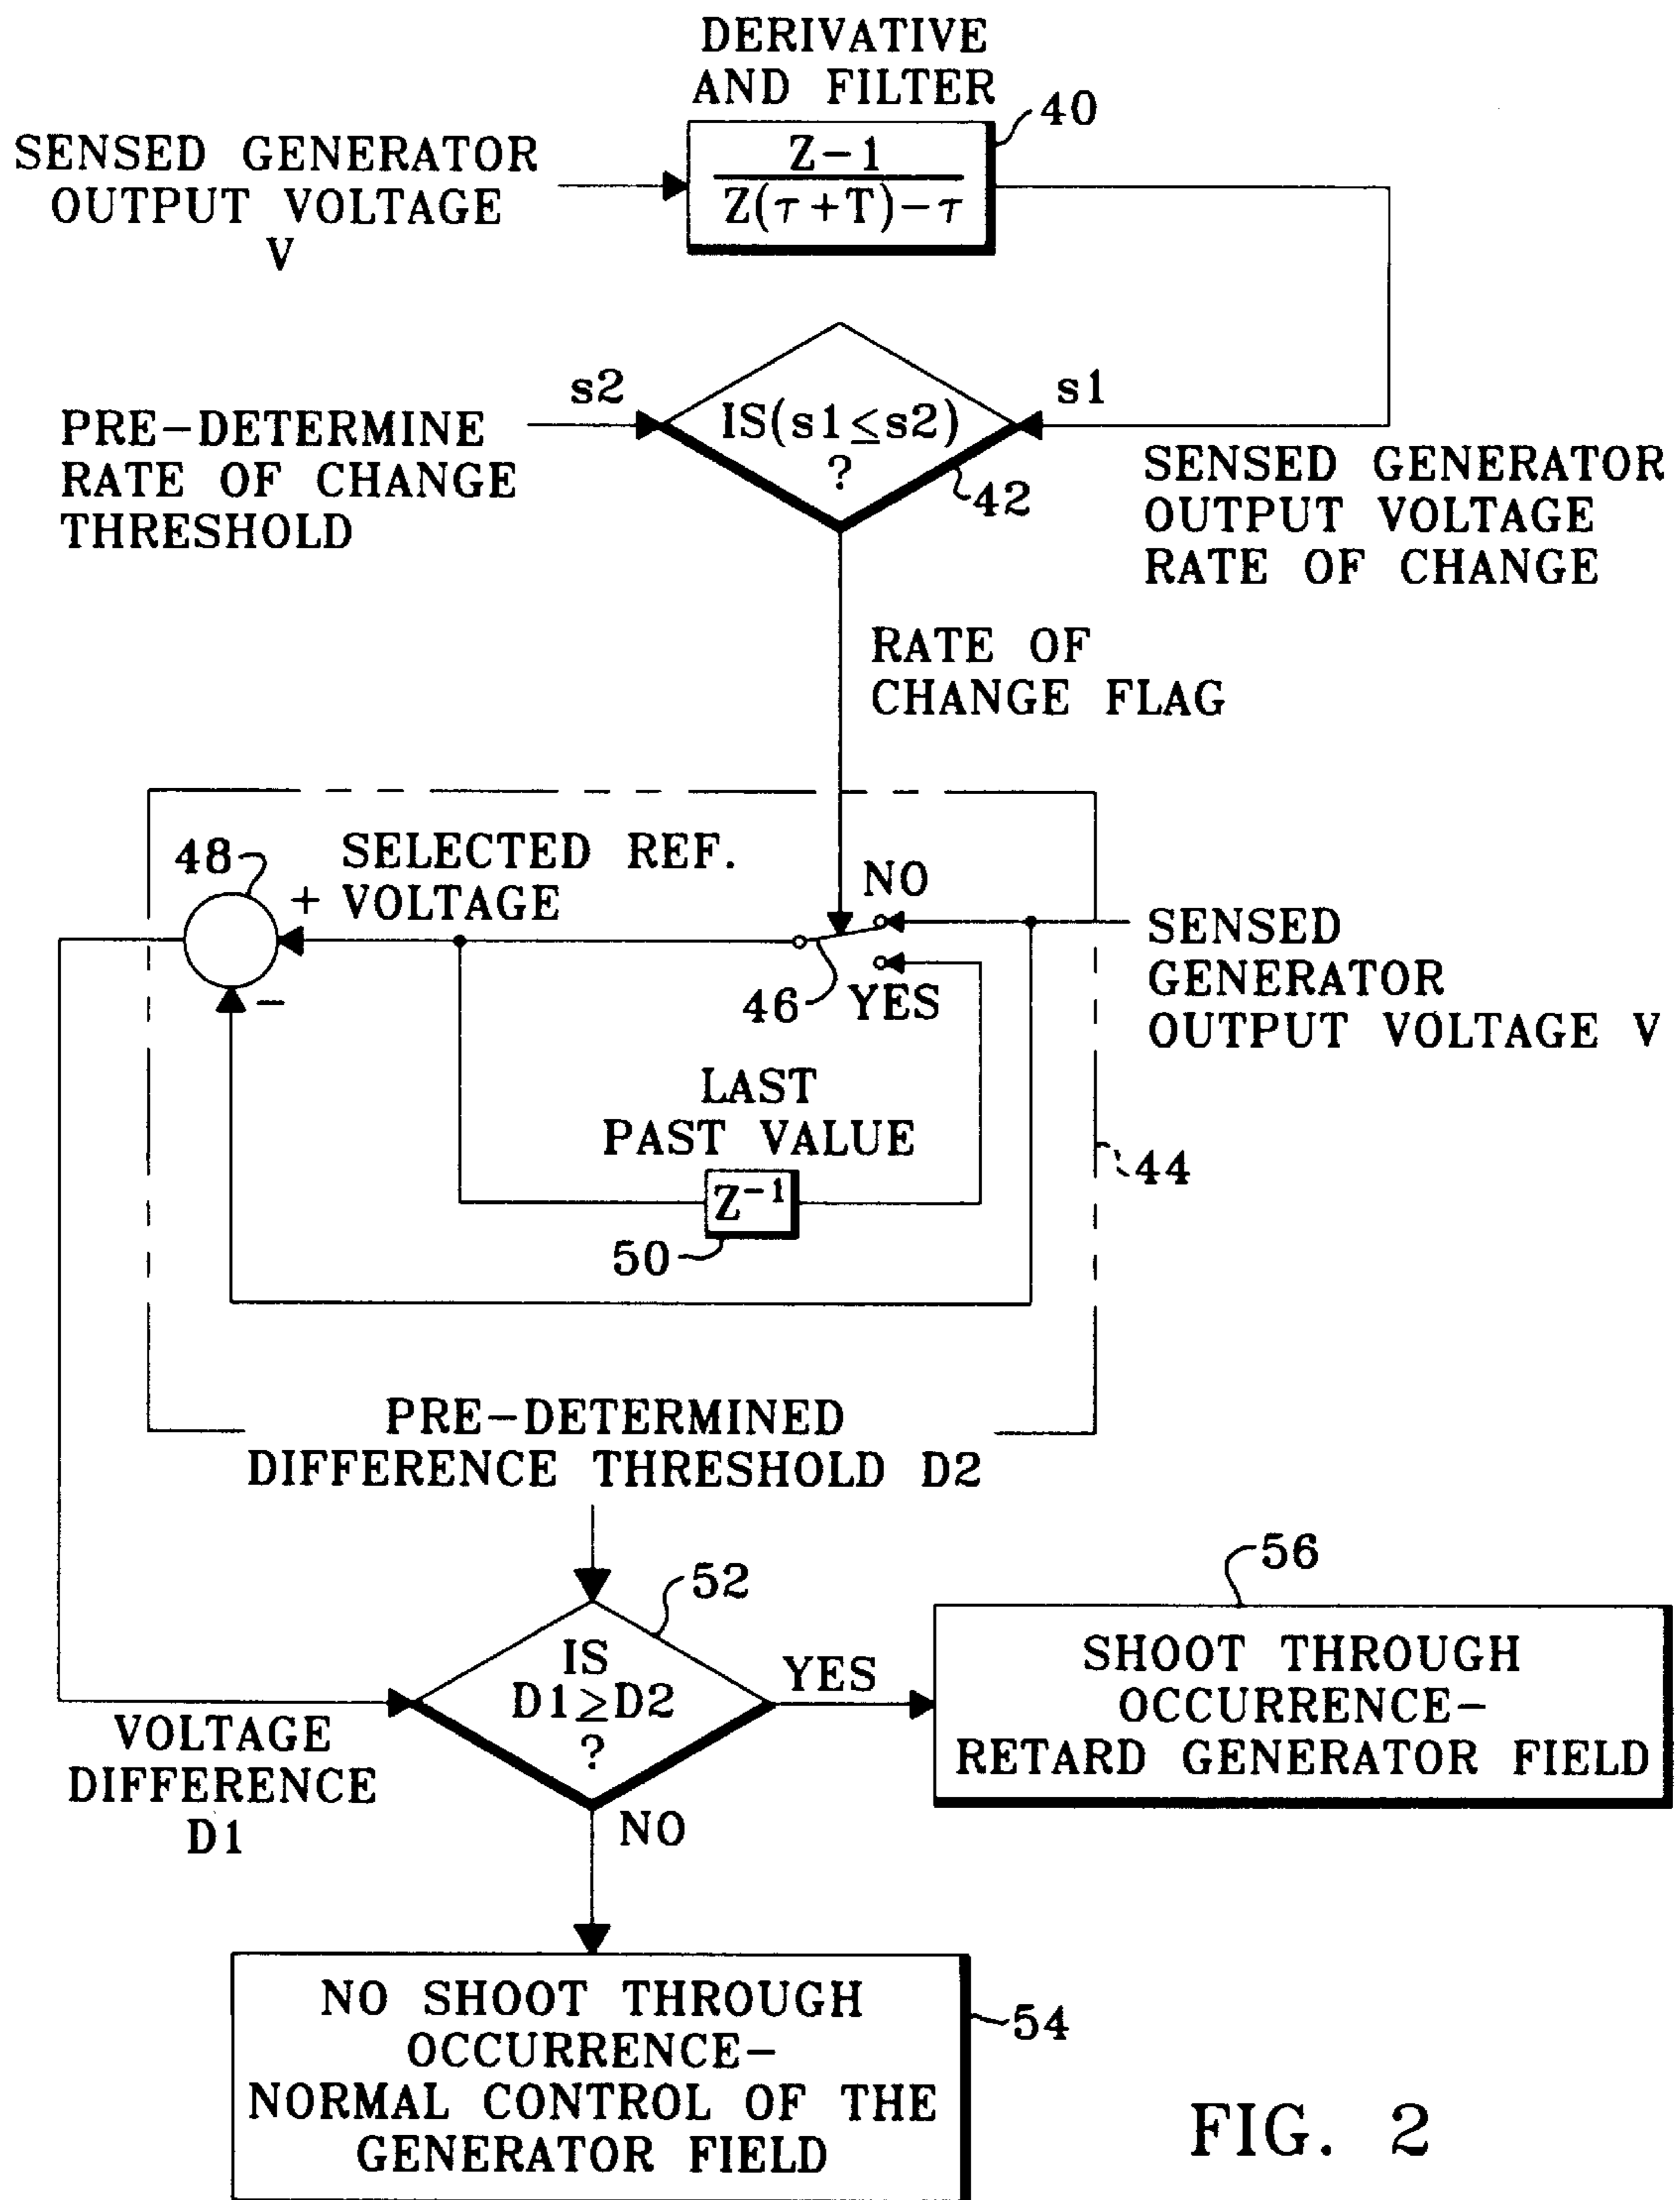 DERIVATIVE
AND FILTER
40
SENSED GENERATOR
OUTPUT VOLTAGE
V
Z-1
Z(τ+T)-τ
s2
s1
PRE-DETERMINE
RATE OF CHANGE
THRESHOLD
IS(s1≤s2)
?
42
SENSED GENERATOR
OUTPUT VOLTAGE
RATE OF CHANGE
RATE OF
CHANGE FLAG
48
+
SELECTED REF.
VOLTAGE
NO
-
46
YES
SENSED
GENERATOR
OUTPUT VOLTAGE V
LAST
PAST VALUE
Z⁻¹
50
44
PRE-DETERMINED
DIFFERENCE THRESHOLD D2
52
56
IS
D1≥D2
?
YES
VOLTAGE
DIFFERENCE
D1
SHOOT THROUGH
OCCURRENCE-
RETARD GENERATOR FIELD
NO
NO SHOOT THROUGH
OCCURRENCE-
NORMAL CONTROL OF THE
GENERATOR FIELD
54
FIG. 2